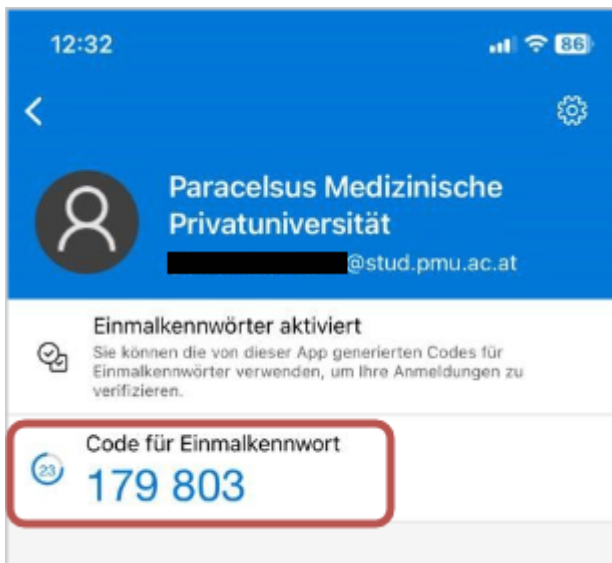 12:32
86
Paracelsus Medizinische
Privatuniversität
@stud.pmu.ac.at
Einmalkennwörter aktiviert
Sie können die von dieser App generierten Codes für
Einmalkennwörter verwenden, um Ihre Anmeldungen zu
verifizieren.
Code für Einmalkennwort
23
179 803